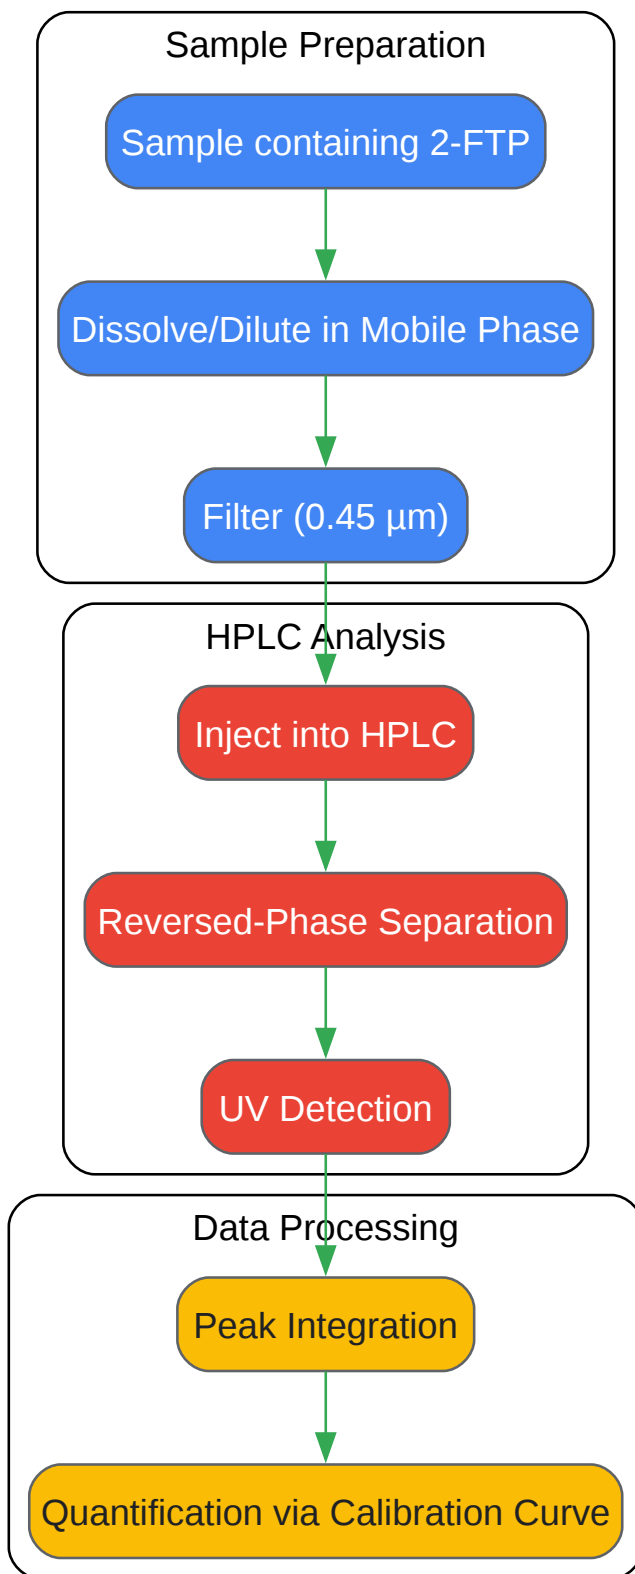 Sample Preparation
Sample containing 2-FTP
Dissolve/Dilute in Mobile Phase
Filter (0.45 µm)
HPLC Analysis
Inject into HPLC
Reversed-Phase Separation
UV Detection
Data Processing
Peak Integration
Quantification via Calibration Curve